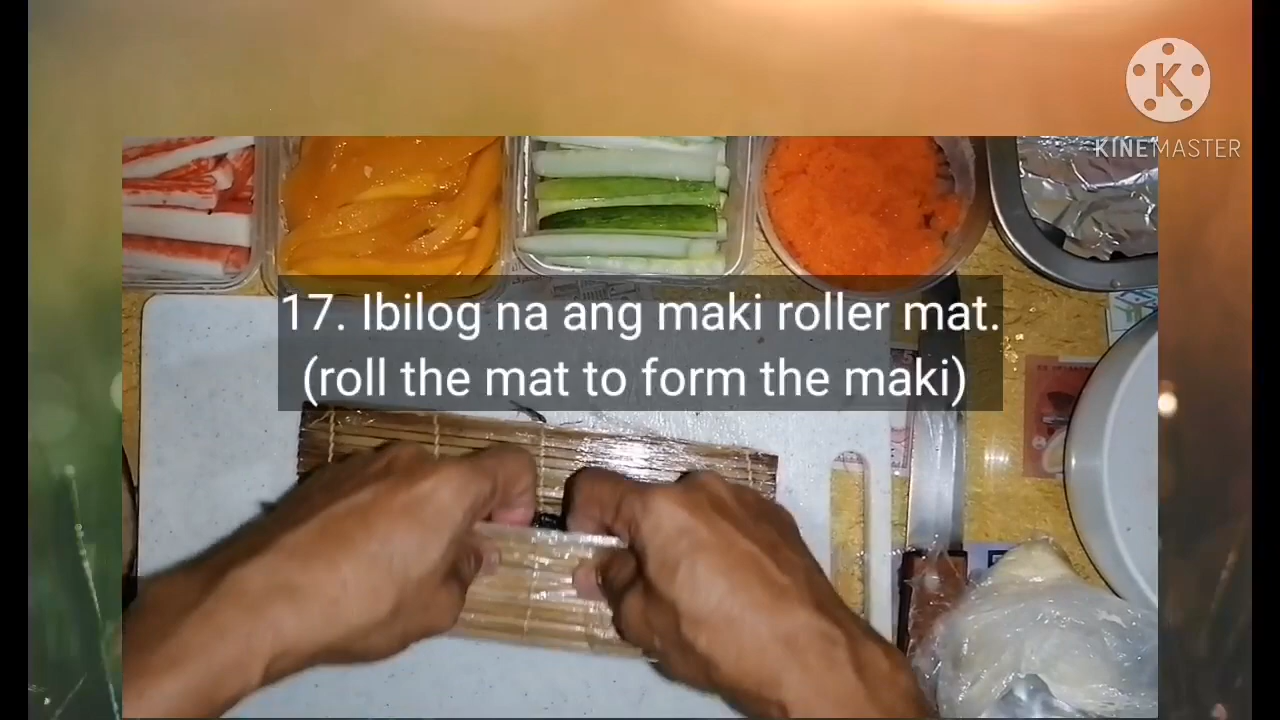 K
KINEMASTER
17. Ibilog na ang maki roller mat.
(roll the mat to form the maki)